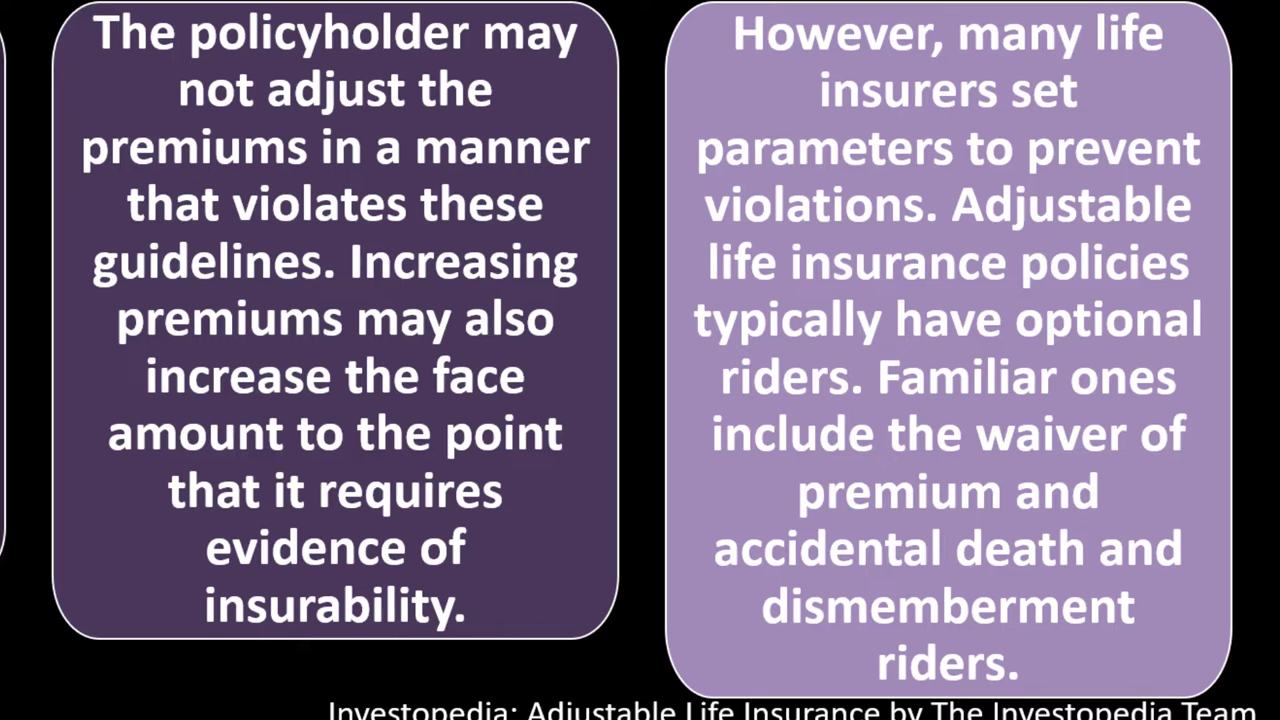 The policyholder may
not adjust the
premiums in a manner
that violates these
guidelines. Increasing
premiums may also
increase the face
amount to the point
that it requires
evidence of
insurability.
However, many life
insurers set
parameters to prevent
violations. Adjustable
life insurance policies
typically have optional
riders. Familiar ones
include the waiver of
premium and
accidental death and
dismemberment
riders.
Investopedia: Adjustable Life Insurance by The Investopedia Team